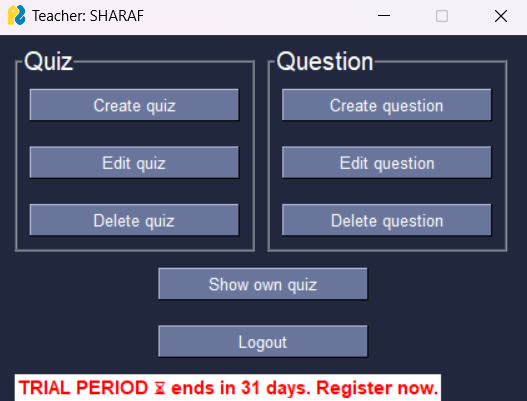 Teacher: SHARAF
Quiz
Question
Create quiz
Create question
Edit quiz
Edit question
Delete quiz
Delete question
Show own quiz
Logout
TRIAL PERIOD ⏳ ends in 31 days. Register now.